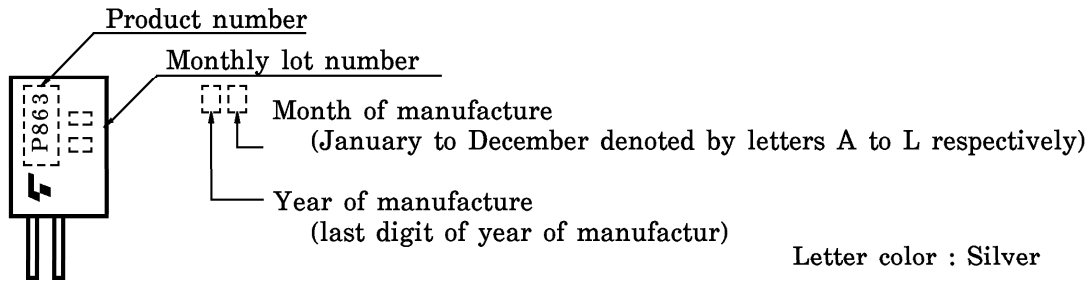 Product number
Monthly lot number
P863
Month of manufacture
(January to December denoted by letters A to L respectively)
Year of manufacture
(last digit of year of manufactur)
Letter color : Silver